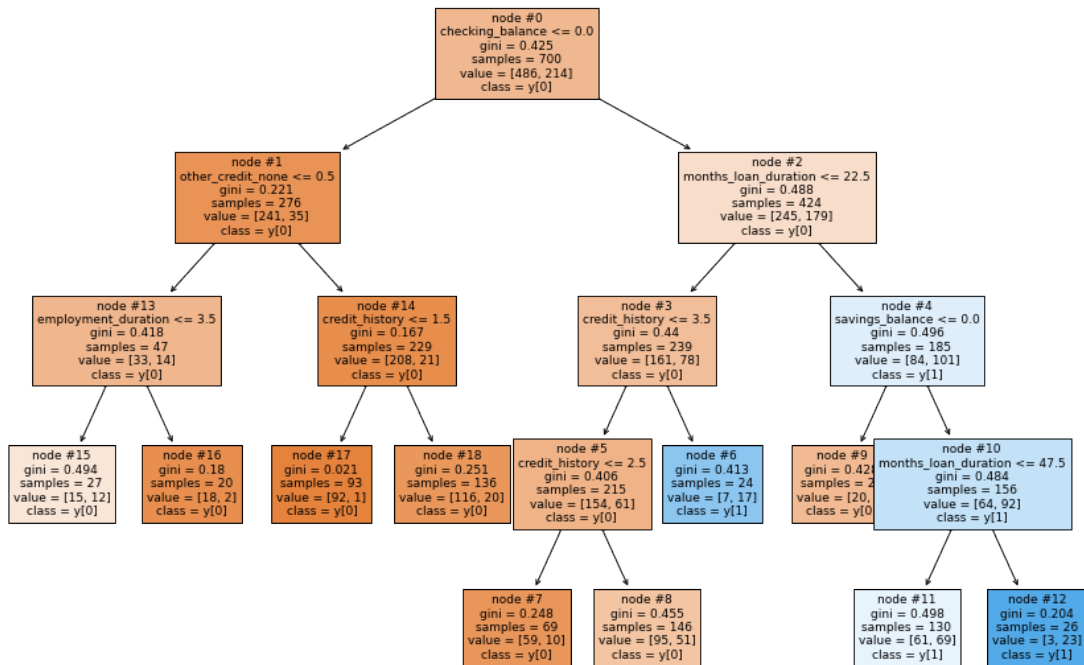 node #0
checking_balance <= 0.0
gini = 0.425
samples = 700
value = [486, 214]
class = y[0]
node #1
other_credit_none <= 0.5
gini = 0.221
samples = 276
value = [241, 35]
class = y[0]
node #2
months_loan_duration <= 22.5
gini = 0.488
samples = 424
value = [245, 179]
class = y[0]
node #13
employment_duration <= 3.5
gini = 0.418
samples = 47
value = [33, 14]
class = y[0]
node #14
credit_history <= 1.5
gini = 0.167
samples = 229
value = [208, 21]
class = y[0]
node #3
credit_history <= 3.5
gini = 0.44
samples = 239
value = [161, 78]
class = y[0]
node #4
savings_balance <= 0.0
gini = 0.496
samples = 185
value = [84, 101]
class = y[1]
node #15
gini = 0.494
samples = 27
value = [15, 12]
class = y[0]
node #16
gini = 0.18
samples = 20
value = [18, 2]
class = y[0]
node #17
gini = 0.021
samples = 93
value = [92, 1]
class = y[0]
node #18
gini = 0.251
samples = 136
value = [116, 20]
class = y[0]
node #5
credit_history <= 2.5
gini = 0.406
samples = 215
value = [154, 61]
class = y[0]
node #6
gini = 0.413
samples = 24
value = [7, 17]
class = y[1]
node #9
gini = 0.428
samples = 2
value = [20,
class = y[0
node #10
months_loan_duration <= 47.5
gini = 0.484
samples = 156
value = [64, 92]
class = y[1]
node #7
gini = 0.248
samples = 69
value = [59, 10]
class = y[0]
node #8
gini = 0.455
samples = 146
value = [95, 51]
class = y[0]
node #11
gini = 0.498
samples = 130
value = [61, 69]
class = y[1]
node #12
gini = 0.204
samples = 26
value = [3, 23]
class = y[1]